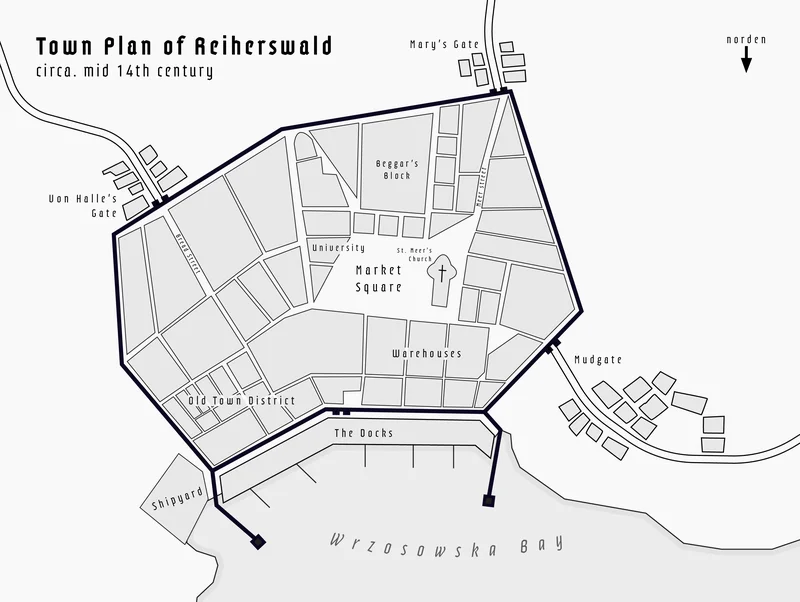 Town Plan of Reiherswald
circa. mid 14th century
Mary's Gate
norden
Von Halle's
Gate
Beggar's
Block
Meer street
Broad street
University
St. Meer's
Church
Market
Square
Warehouses
Mudgate
Old Town District
The Docks
Shipyard
Wrzosowska Bay